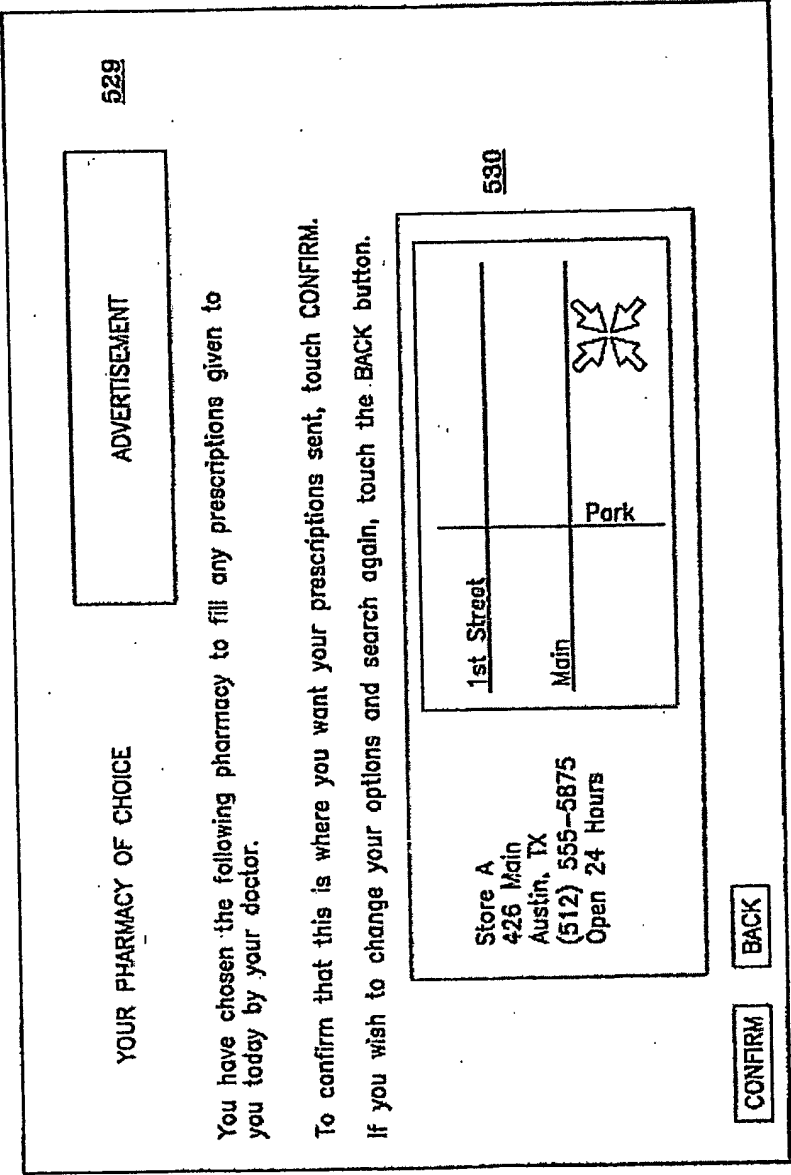 YOUR PHARMACY OF CHOICE
ADVERTISEMENT
529
You have chosen the following pharmacy to fill any prescriptions given to
you today by your doctor.
To confirm that this is where you want your prescriptions sent, touch CONFIRM.
If you wish to change your options and search again, touch the BACK button.
530
Store A
426 Main
Austin, TX
(512) 555-5875
Open 24 Hours
1st Street
Main
Park
CONFIRM
BACK